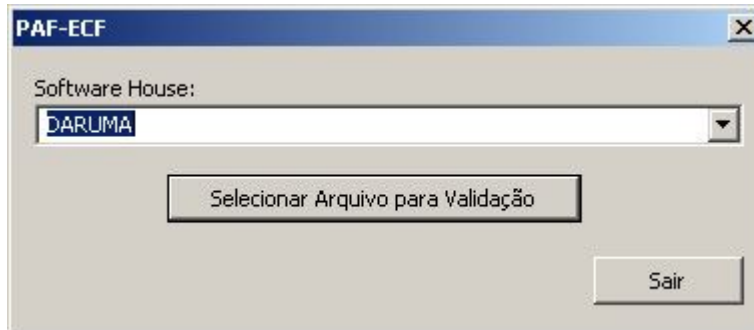 PAF-ECF
Software House:
DARUMA
Selecionar Arquivo para Validação
Sair